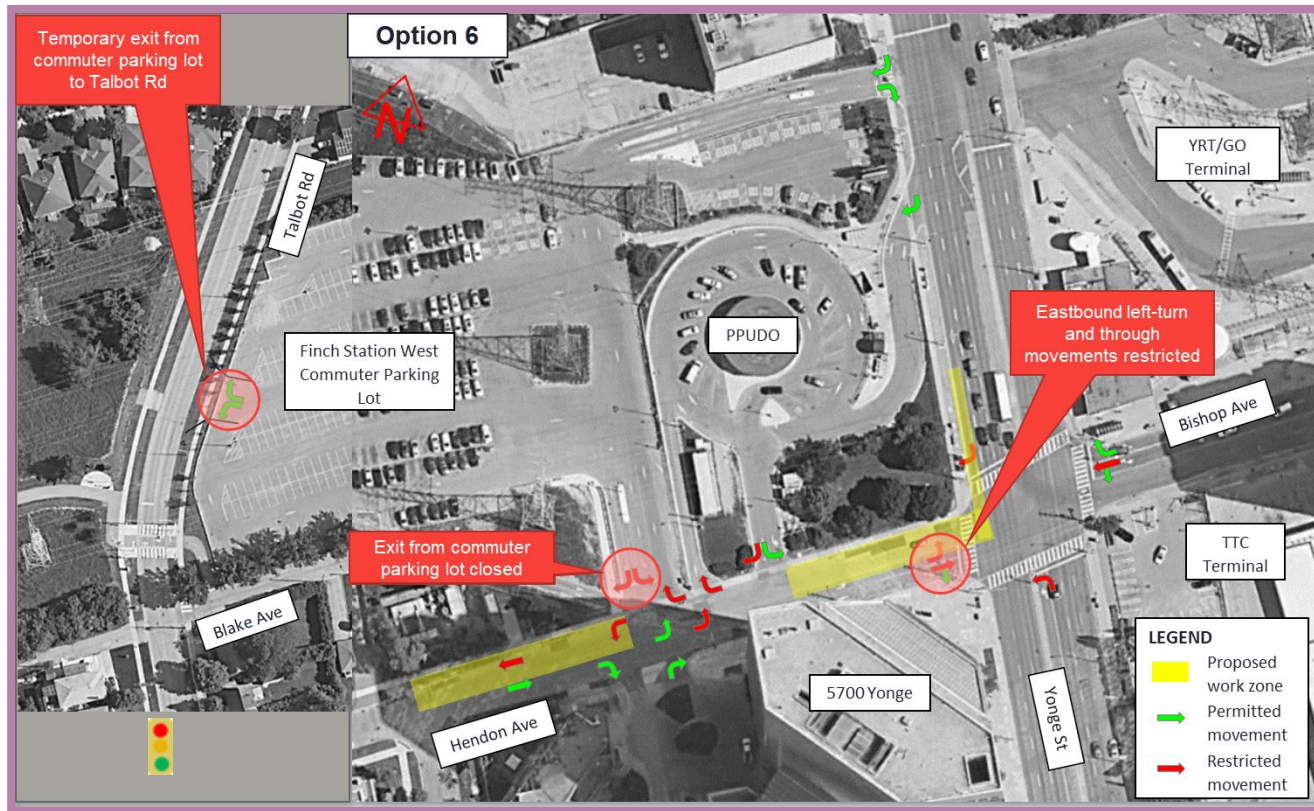 Temporary exit from
commuter parking lot
to Talbot Rd
Option 6
N
Talbot Rd
YRT/GO
Terminal
Finch Station West
Commuter Parking
Lot
PPUDO
Eastbound left-turn
and through
movements restricted
Bishop Ave
Exit from commuter
parking lot closed
TTC
Terminal
Blake Ave
Hendon Ave
5700 Yonge
Yonge St
LEGEND
Proposed
work zone
Permitted
movement
Restricted
movement